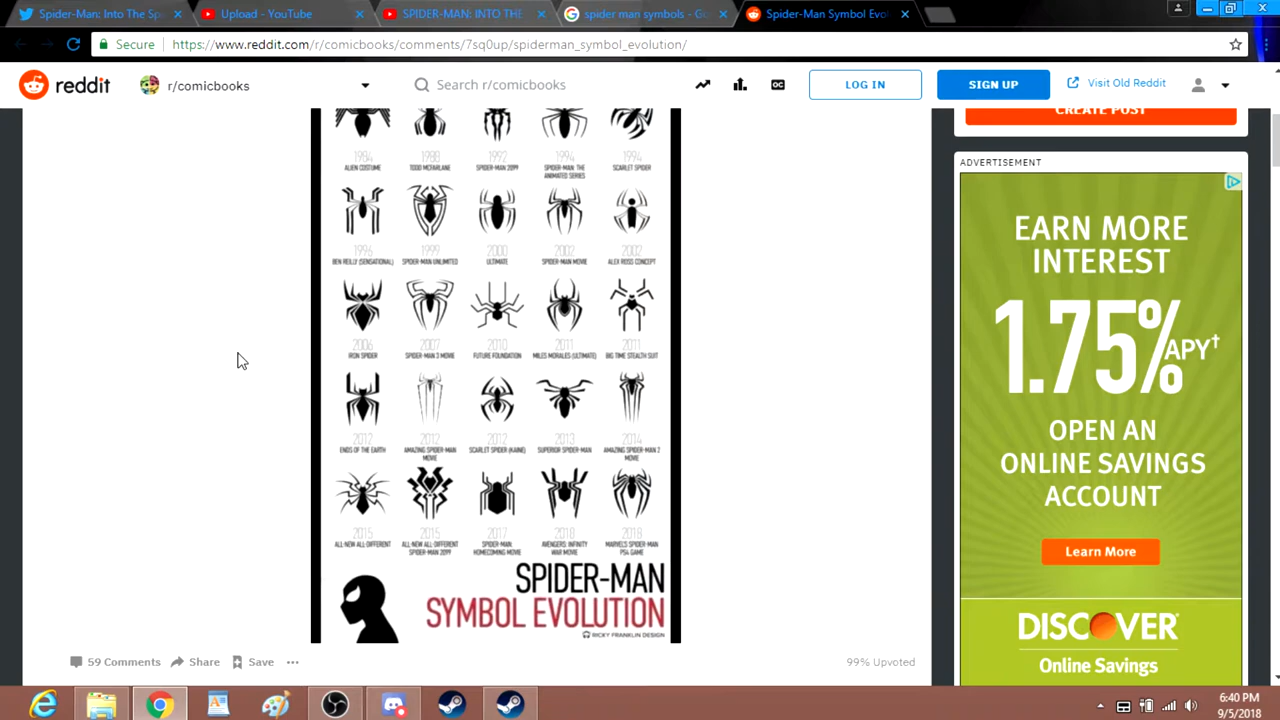 Spider-Man: Into The Sp
Upload - YouTube
SPIDER-MAN: INTO THE
spider man symbols - Go
Spider-Man Symbol Evo
Secure
https://www.reddit.com/r/comicbooks/comments/7sq0up/spiderman_symbol_evolution/
reddit
r/comicbooks
Search r/comicbooks
LOG IN
SIGN UP
Visit Old Reddit
CREATE POST
1984 1988 1992 1994 1994
ALIEN COSTUME TODD MCFARLANE SPIDER-MAN 2099 SPIDER-MAN: THE ANIMATED SERIES SCARLET SPIDER
1996 1999 2000 2002 2002
BEN REILLY (SENSATIONAL) SPIDER-MAN UNLIMITED ULTIMATE SPIDER-MAN MOVIE ALEX ROSS CONCEPT
2006 2007 2010 2011 2011
IRON SPIDER SPIDER-MAN 3 MOVIE FUTURE FOUNDATION MILES MORALES (ULTIMATE) BIG TIME STEALTH SUIT
2012 2012 2012 2013 2014
ENDS OF THE EARTH AMAZING SPIDER-MAN MOVIE SCARLET SPIDER (KAINE) SUPERIOR SPIDER-MAN AMAZING SPIDER-MAN 2 MOVIE
2015 2015 2017 2018 2018
ALL-NEW ALL-DIFFERENT ALL-NEW ALL-DIFFERENT SPIDER-MAN 2099 SPIDER-MAN HOMECOMING MOVIE AVENGERS: INFINITY WAR MOVIE MARVEL'S SPIDER-MAN PS4 GAME
SPIDER-MAN
SYMBOL EVOLUTION
RICKY FRANKLIN DESIGN
59 Comments
Share
Save
99% Upvoted
ADVERTISEMENT
EARN MORE
INTEREST
1.75% APY†
OPEN AN
ONLINE SAVINGS
ACCOUNT
Learn More
DISCOVER
Online Savings
6:40 PM
9/5/2018